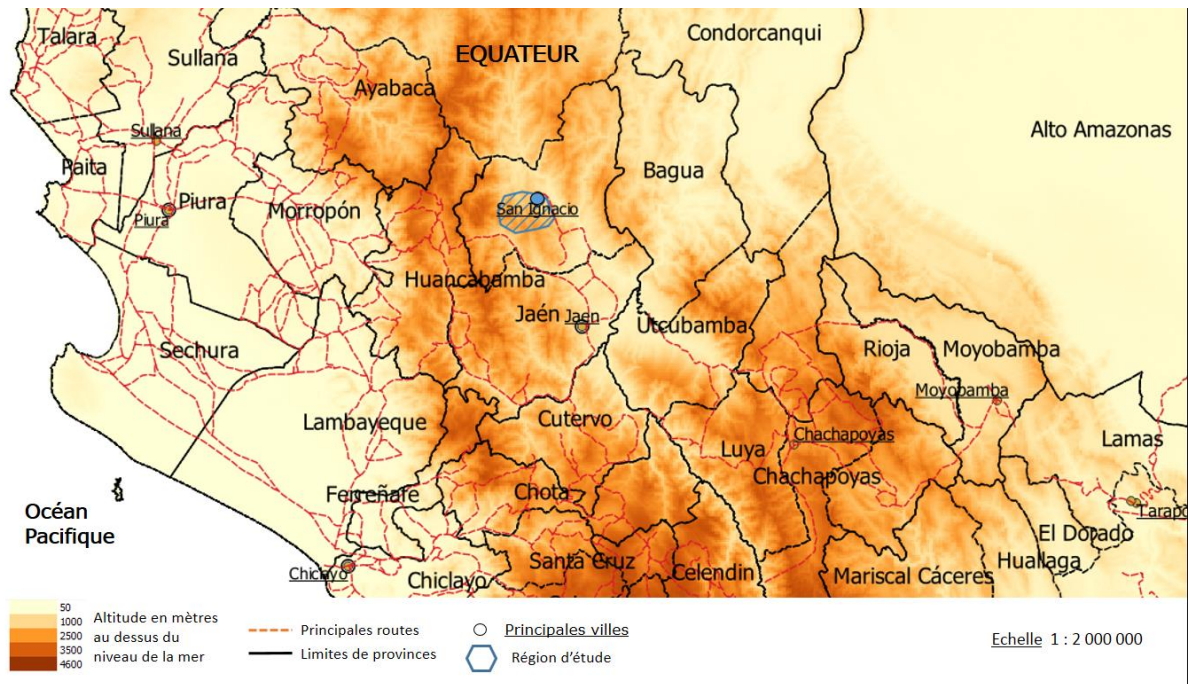 Talara
Sullana
EQUATEUR
Condorcanqui
Ayabaca
Sullana
Alto Amazonas
Paita
Bagua
Piura
Piura
Morropón
San Ignacio
Huancabamba
Jaén
Jaen
Utcubamba
Sechura
Rioja
Moyobamba
Moyobamba
Lambayeque
Cutervo
Luya
Chachapoyas
Chachapoyas
Lamas
Ferreñafe
Chota
Océan
Pacifique
Tarapo
El Dorado
Santa Cruz
Celendin
Huallaga
Chiclayo
Chiclayo
Mariscal Cáceres
50
1000
2500
3500
4600
Altitude en mètres
au dessus du
niveau de la mer
Principales routes
Limites de provinces
Principales villes
Région d’étude
Echelle 1 : 2 000 000